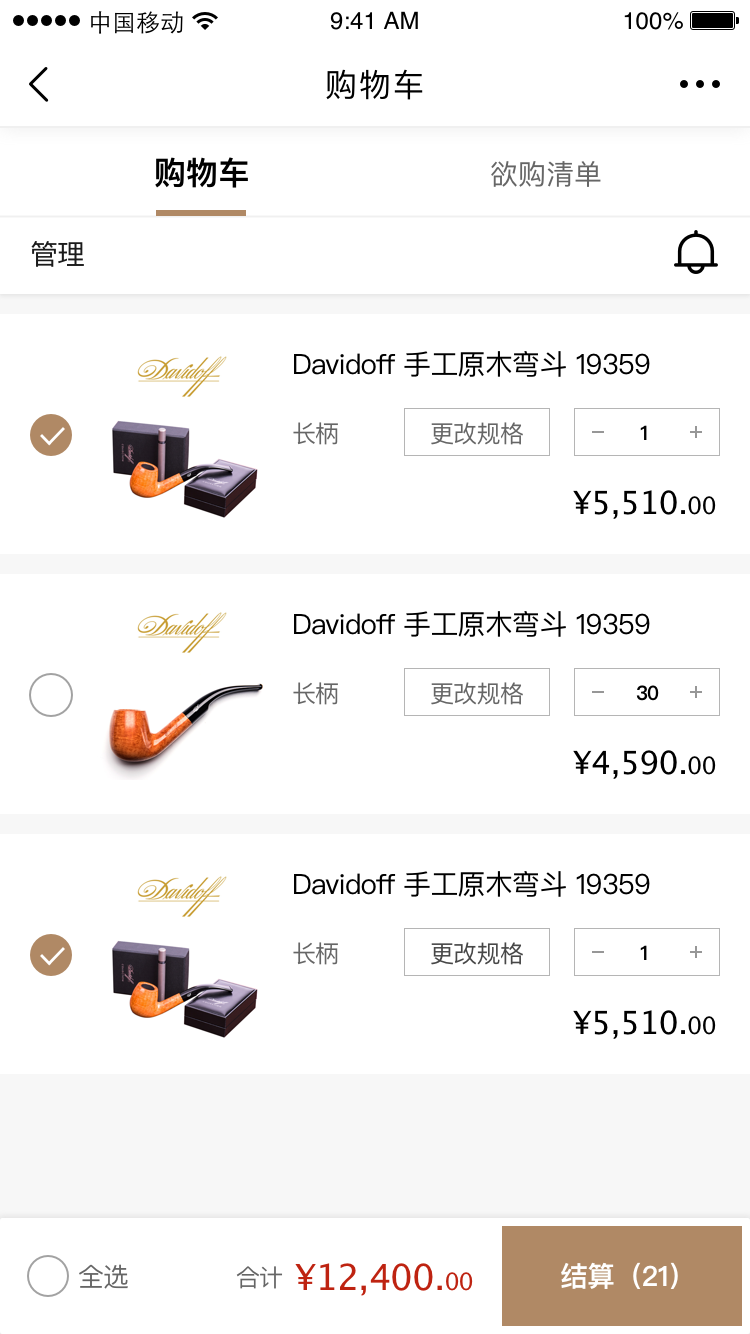 中国移动 9:41 AM 100%
购物车
购物车 欲购清单
管理
Davidoff
Davidoff 手工原木弯斗 19359
长柄 更改规格 − 1 +
¥5,510.00
Davidoff
Davidoff 手工原木弯斗 19359
长柄 更改规格 − 30 +
¥4,590.00
Davidoff
Davidoff 手工原木弯斗 19359
长柄 更改规格 − 1 +
¥5,510.00
全选 合计 ¥12,400.00 结算（21）